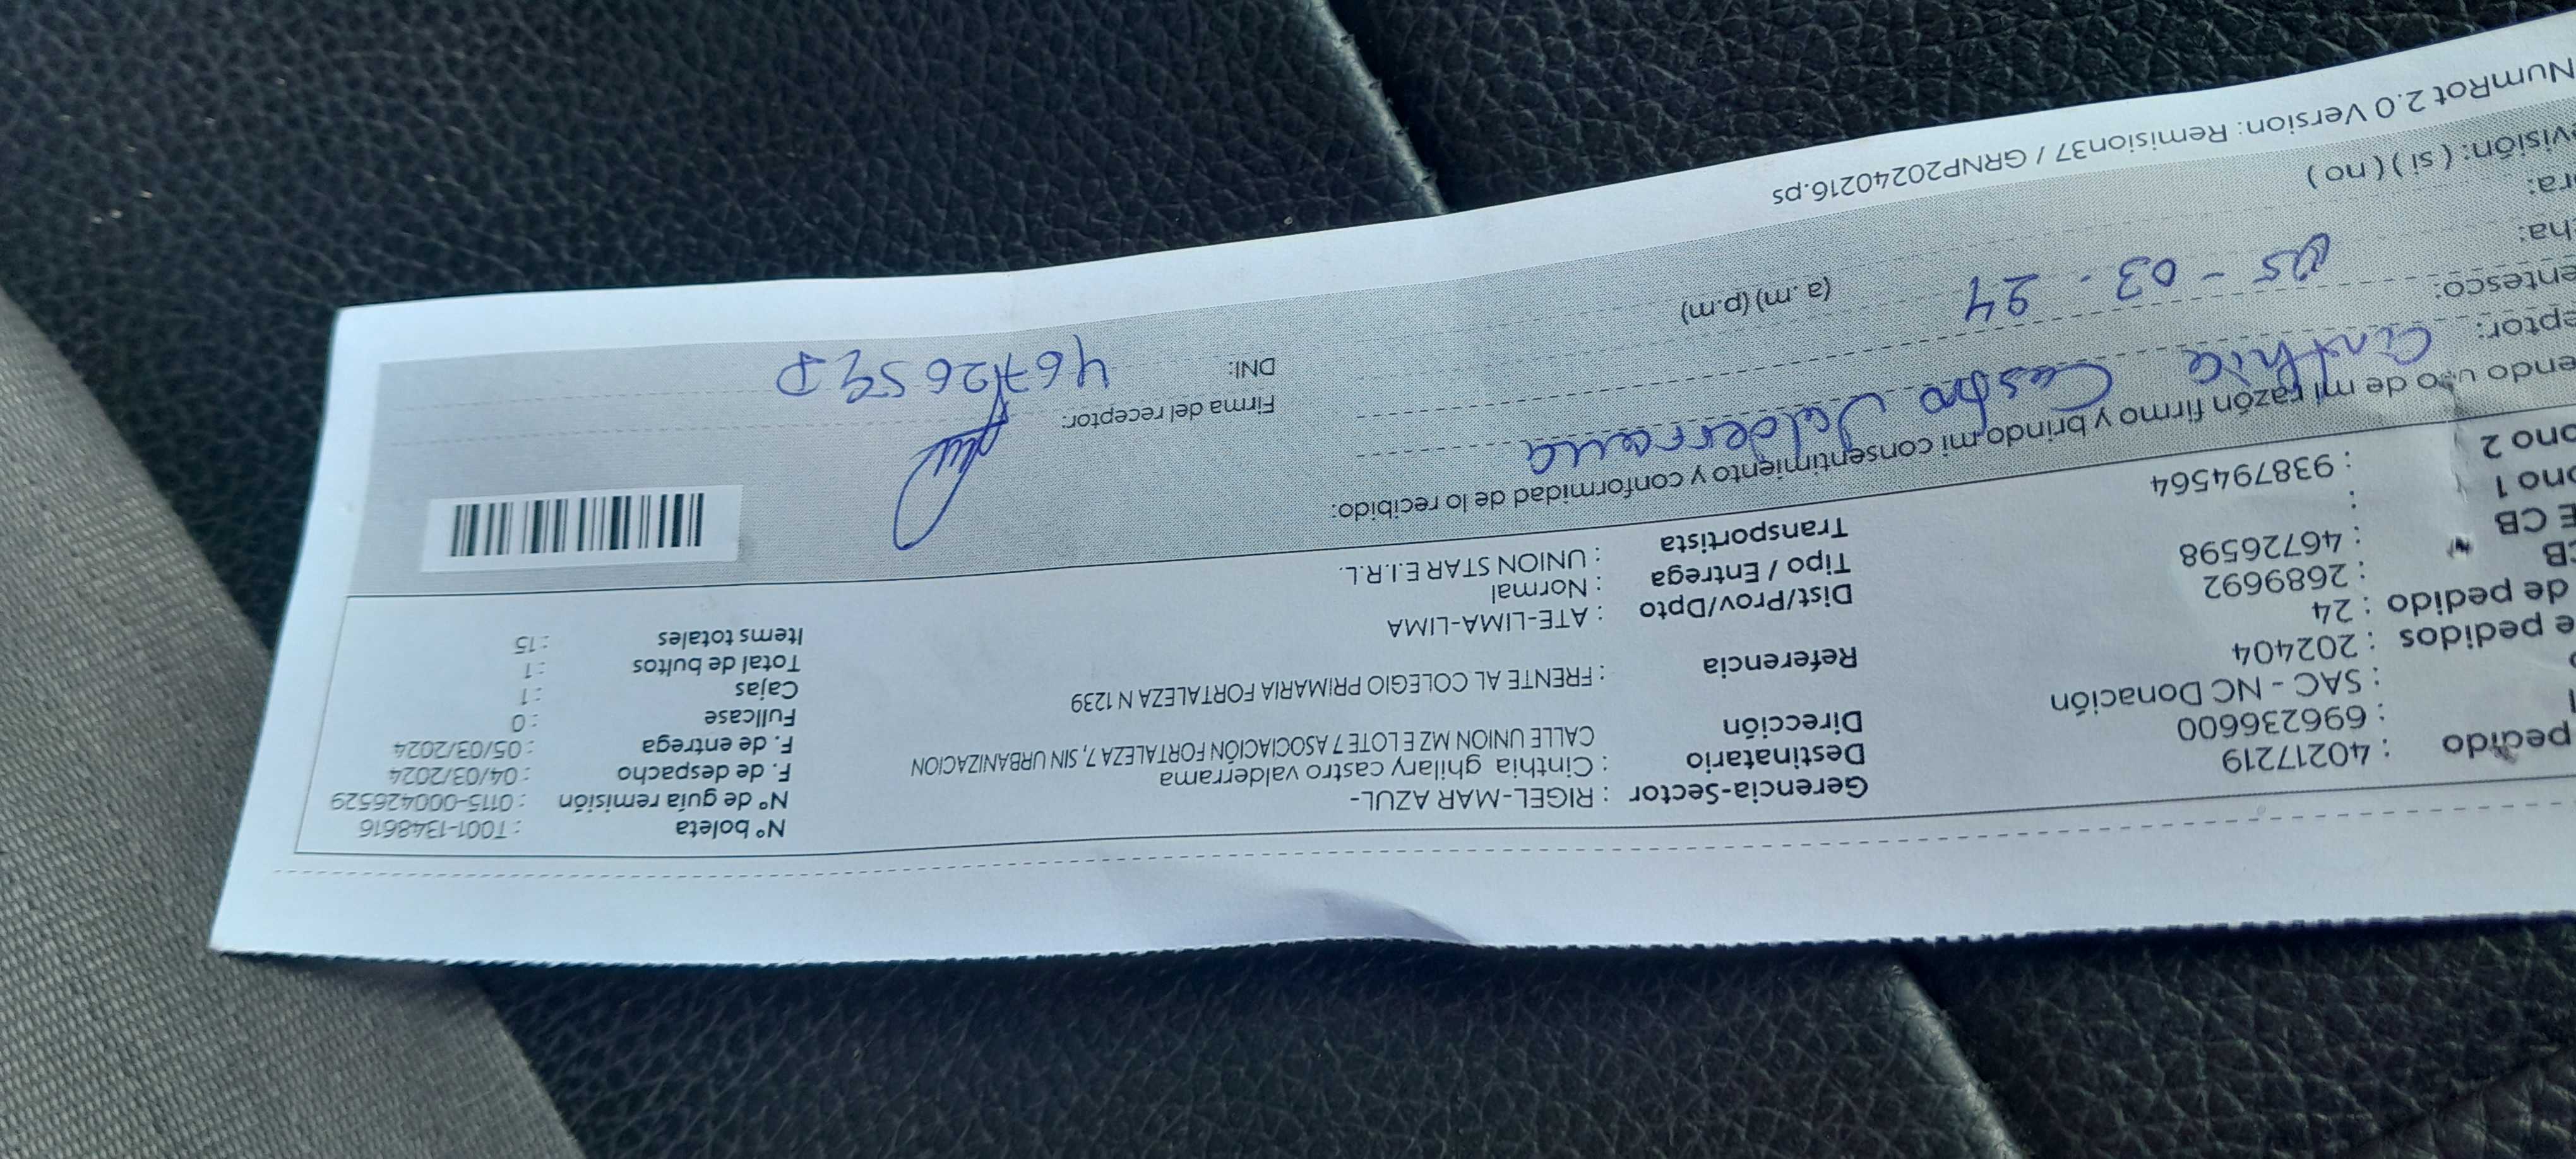 pedido : 40217219
: 696236600
: SAC - NC Donación
e pedidos : 202404
de pedido : 24
CB : 2689692
E CB : 46726598
ono 1 :
ono 2 : 938794564
Gerencia-Sector : RIGEL-MAR AZUL-
Destinatario : Cinthia ghilary castro valderrama
Dirección CALLE UNION MZ E LOTE 7 ASOCIACIÓN FORTALEZA 7, SIN URBANIZACION
Referencia : FRENTE AL COLEGIO PRIMARIA FORTALEZA N 1239
Dist/Prov/Dpto : ATE-LIMA-LIMA
Tipo / Entrega : Normal
Transportista : UNION STAR E.I.R.L.
N° boleta : T001-1348616
N° de guía remisión : 0115-000426529
F. de despacho : 04/03/2024
F. de entrega : 05/03/2024
Fullcase : 0
Cajas : 1
Total de bultos : 1
Items totales : 15
endo uso de mi razón firmo y brindo mi consentimiento y conformidad de lo recibido:
eptor: Cinthia Castro Valderrama
entesco:
ha: 05 - 03 - 24
ra: (a. m) (p.m)
visión: ( si ) ( no )
Firma del receptor:
DNI: 4672659
NumRot 2.0 Version: Remision37 / GRNP20240216.ps